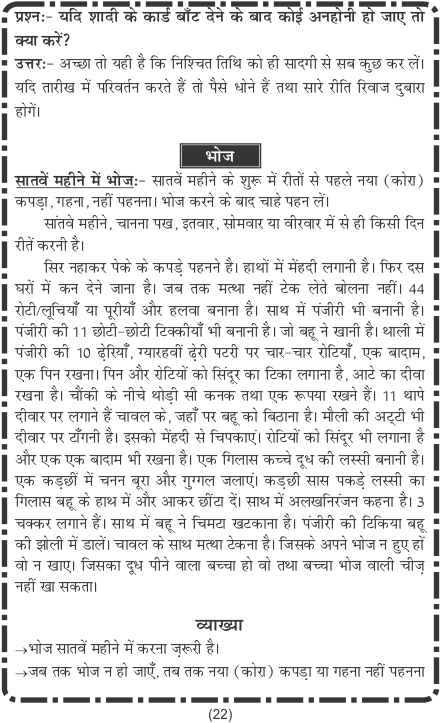 प्रश्न:- यदि शादी के कार्ड बाँट देने के बाद कोई अनहोनी हो जाए तो
क्या करें?
उत्तर:- अच्छा तो यही है कि निश्चित तिथि को ही सादगी से सब कुछ कर लें।
यदि तारीख में परिवर्तन करते हैं तो पैसे धोने हैं तथा सारे रीति रिवाज दुबारा
होगें।
भोज
सातवें महीने में भोज:- सातवें महीने के शुरू में रीतों से पहले नया (कोरा)
कपड़ा, गहना, नहीं पहनना। भोज करने के बाद चाहे पहन लें।
सांतवे महीने, चानना पख, इतवार, सोमवार या वीरवार में से ही किसी दिन
रीतें करनी है।
सिर नहाकर पेके के कपड़े पहनने है। हाथों में मेंहदी लगानी है। फिर दस
घरों में कन देने जाना है। जब तक मत्था नहीं टेक लेते बोलना नहीं। 44
रोटी/लूचियाँ या पूरीयाँ और हलवा बनाना है। साथ में पंजीरी भी बनानी है।
पंजीरी की 11 छोटी-छोटी टिक्कीयाँ भी बनानी है। जो बहू ने खानी है। थाली में
पंजीरी की 10 ढ़ेरियाँ, ग्यारहवीं ढ़ेरी पटरी पर चार-चार रोटियाँ, एक बादाम,
एक पिन रखना। पिन और रोटियों को सिंदूर का टिका लगाना है, आटे का दीवा
रखना है। चौंकी के नीचे थोड़ी सी कनक तथा एक रूपया रखने हैं। 11 थापे
दीवार पर लगाने हैं चावल के, जहाँ पर बहू को बिठाना है। मौली की अट्टी भी
दीवार पर टाँगनी है। इसको मेंहदी से चिपकाएं। रोटियों को सिंदूर भी लगाना है
और एक एक बादाम भी रखना है। एक गिलास कच्चे दूध की लस्सी बनानी है।
एक कड़छीं में चनन बूरा और गुग्गल जलाएं। कड़छी सास पकड़े लस्सी का
गिलास बहू के हाथ में और आकर छींटा दें। साथ में अलखनिरंजन कहना है। 3
चक्कर लगाने हैं। साथ में बहू ने चिमटा खटकाना है। पंजीरी की टिकिया बहू
की झोली में डालें। चावल के साथ मत्था टेकना है। जिसके अपने भोज न हुए हों
वो न खाए। जिसका दूध पीने वाला बच्चा हो वो तथा बच्चा भोज वाली चीज़
नहीं खा सकता।
व्याख्या
→भोज सातवें महीने में करना ज़रूरी है।
→जब तक भोज न हो जाएँ, तब तक नया (कोरा) कपड़ा या गहना नहीं पहनना
(22)